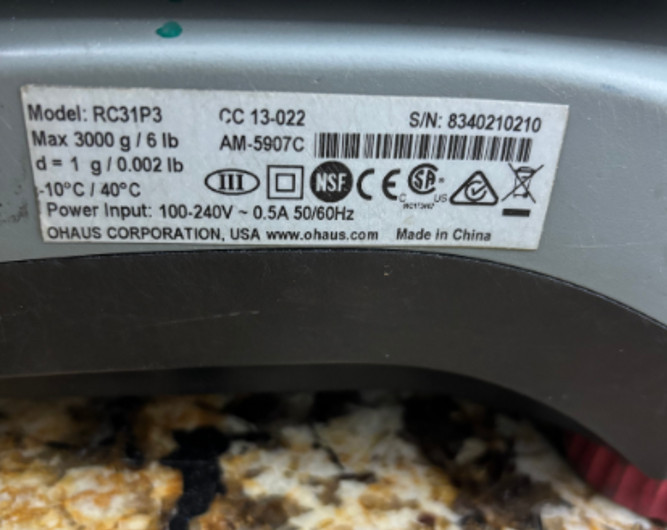 Model: RC31P3 CC 13-022 S/N: 8340210210
Max 3000 g / 6 lb AM-5907C
d = 1 g / 0.002 lb
-10°C / 40°C III NSF CE SA C US
Power Input: 100-240V ~ 0.5A 50/60Hz
OHAUS CORPORATION, USA www.ohaus.com Made in China